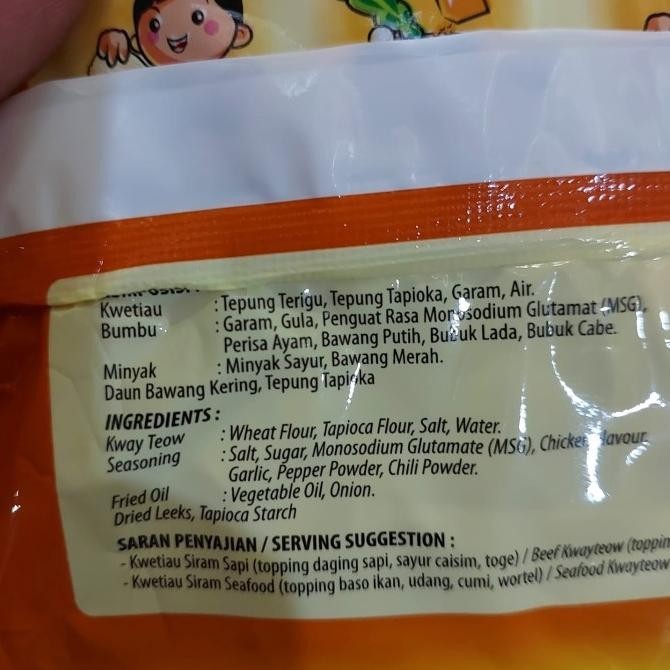 Kwetiau : Tepung Terigu, Tepung Tapioka, Garam, Air.
Bumbu : Garam, Gula, Penguat Rasa Monosodium Glutamat (MSG),
Perisa Ayam, Bawang Putih, Bubuk Lada, Bubuk Cabe.
Minyak : Minyak Sayur, Bawang Merah.
Daun Bawang Kering, Tepung Tapioka
INGREDIENTS :
Kway Teow : Wheat Flour, Tapioca Flour, Salt, Water.
Seasoning : Salt, Sugar, Monosodium Glutamate (MSG), Chicken Flavour
Garlic, Pepper Powder, Chili Powder.
Fried Oil : Vegetable Oil, Onion.
Dried Leeks, Tapioca Starch
SARAN PENYAJIAN / SERVING SUGGESTION :
- Kwetiau Siram Sapi (topping daging sapi, sayur caisim, toge) / Beef Kwayteow
- Kwetiau Siram Seafood (topping baso ikan, udang, cumi, wortel) / Seafood Kwayteow